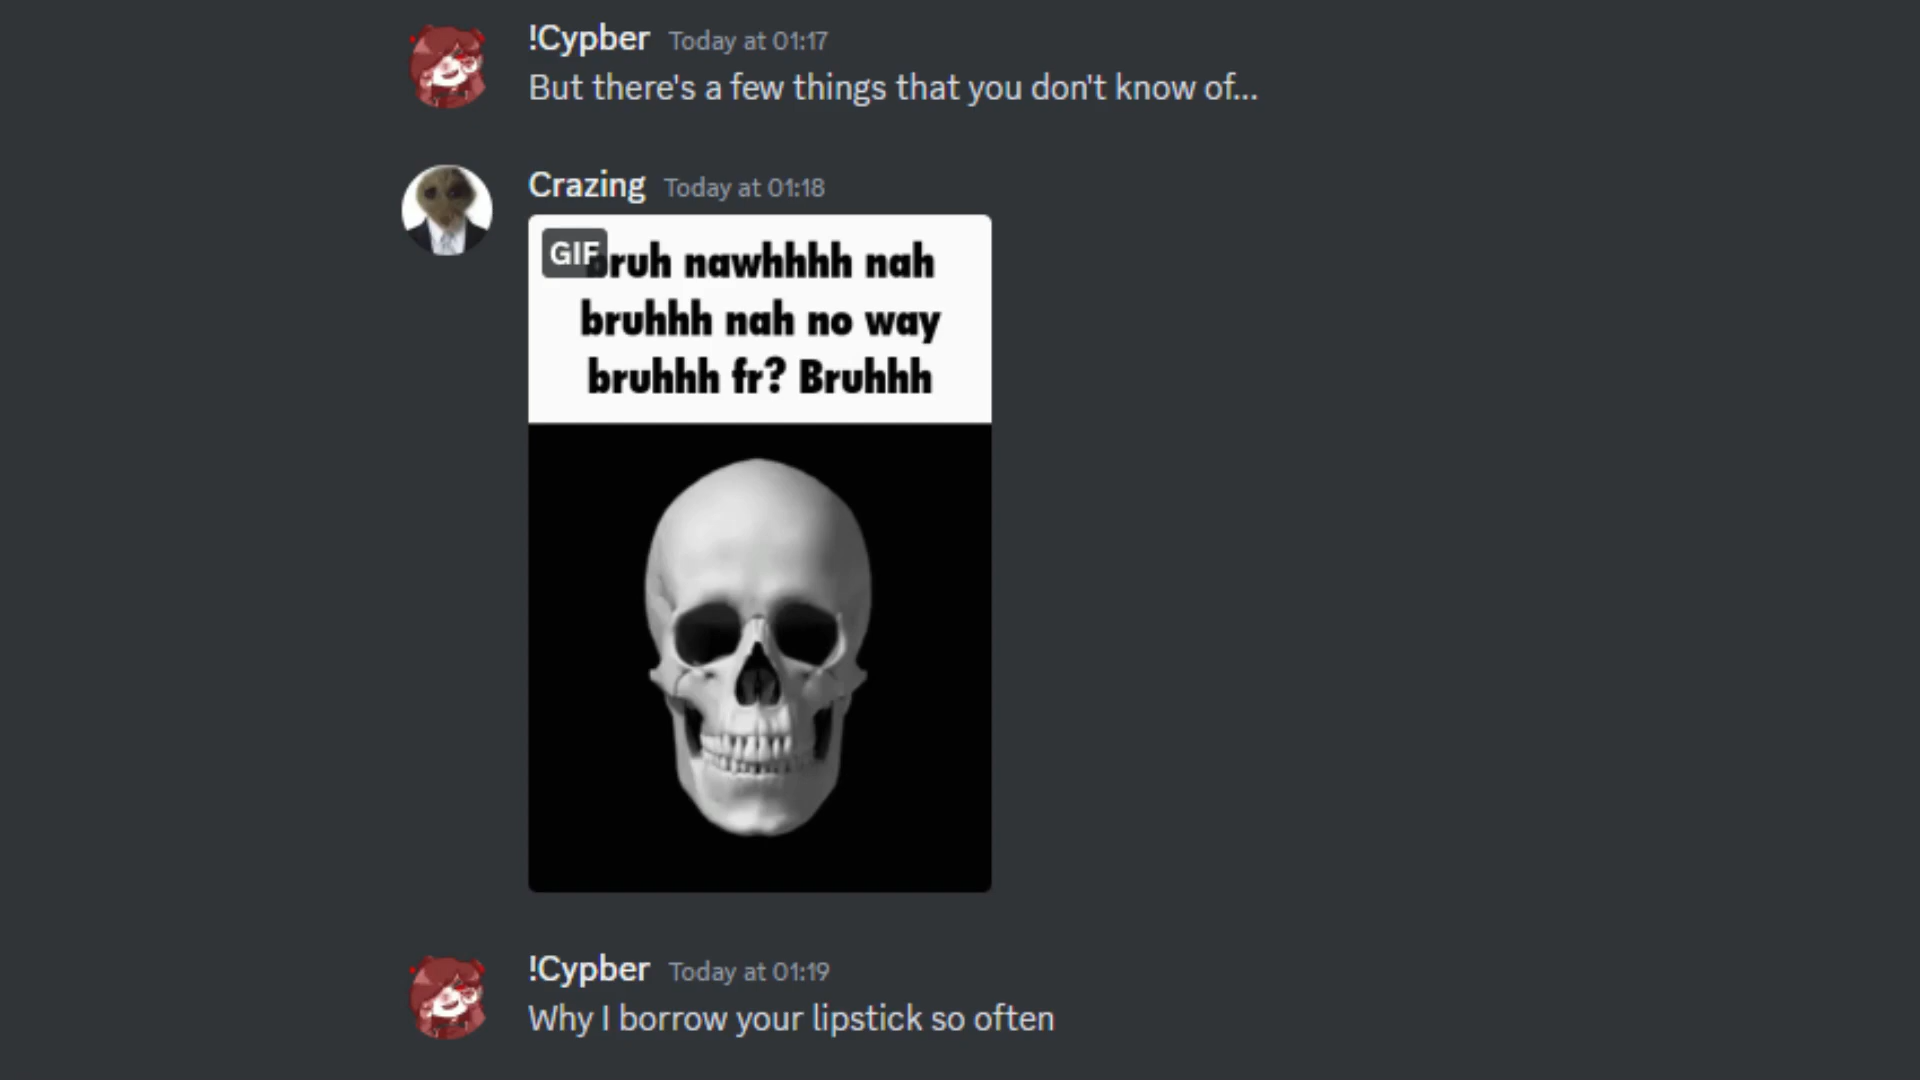 !Cypber Today at 01:17
But there's a few things that you don't know of...
Crazing Today at 01:18
GIF
bruh nawhhhh nah
bruhhh nah no way
bruhhh fr? Bruhhh
!Cypber Today at 01:19
Why I borrow your lipstick so often